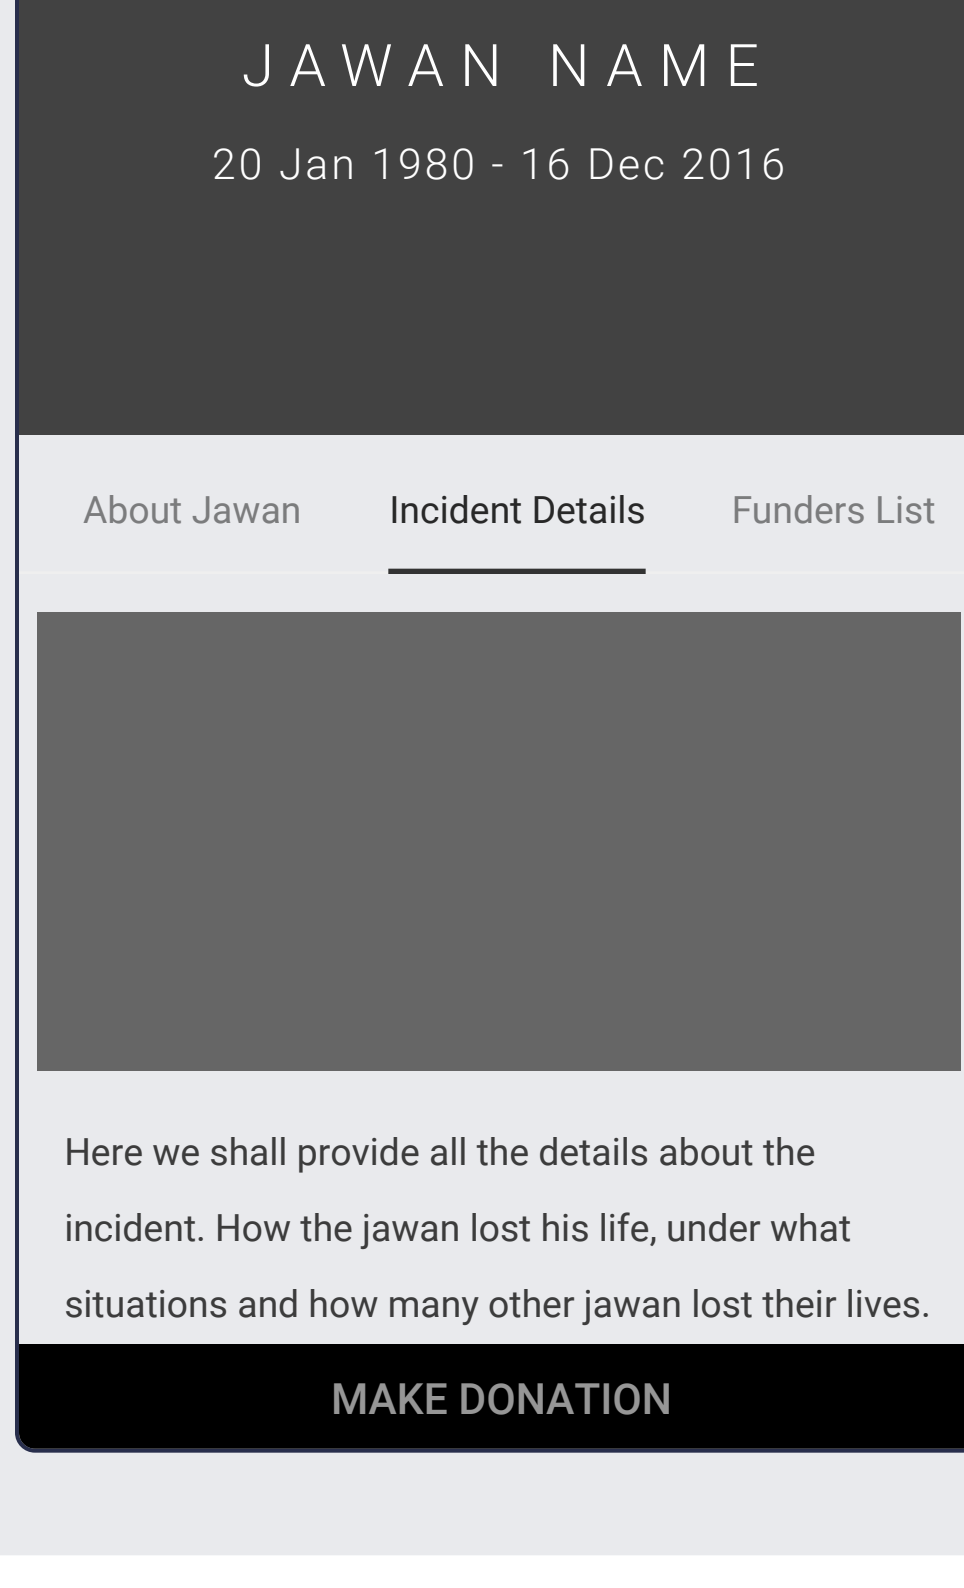 JAWAN NAME
20 Jan 1980 - 16 Dec 2016
About Jawan Incident Details Funders List
Here we shall provide all the details about the
incident. How the jawan lost his life, under what
situations and how many other jawan lost their lives.
MAKE DONATION